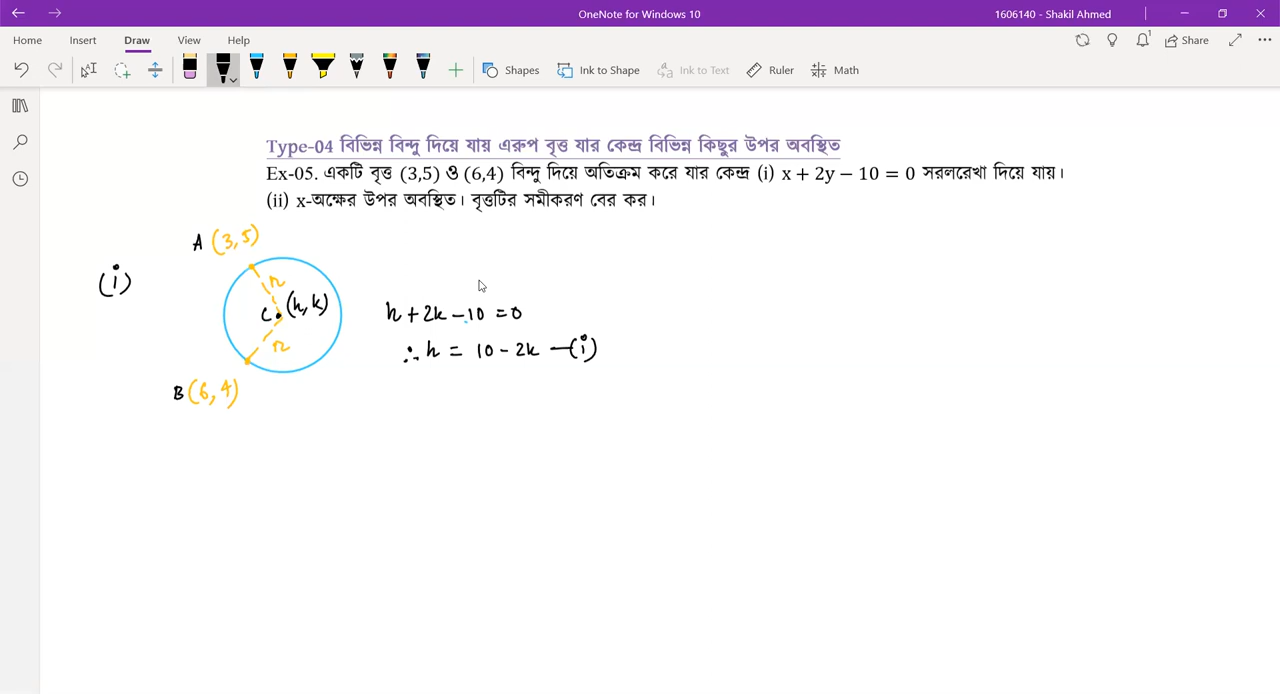 OneNote for Windows 10
1606140 - Shakil Ahmed
Home Insert Draw View Help
Share
Shapes Ink to Shape Ink to Text Ruler Math
Type-04 বিভিন্ন বিন্দু দিয়ে যায় এরুপ বৃত্ত যার কেন্দ্র বিভিন্ন কিছুর উপর অবস্থিত
Ex-05. একটি বৃত্ত (3,5) ও (6,4) বিন্দু দিয়ে অতিক্রম করে যার কেন্দ্র (i) x + 2y − 10 = 0 সরলরেখা দিয়ে যায়।
(ii) x-অক্ষের উপর অবস্থিত। বৃত্তটির সমীকরণ বের কর।
A (3,5)
(i)
r
C (h, k)
r
B (6, 4)
h + 2k - 10 = 0
∴ h = 10 - 2k —(i)